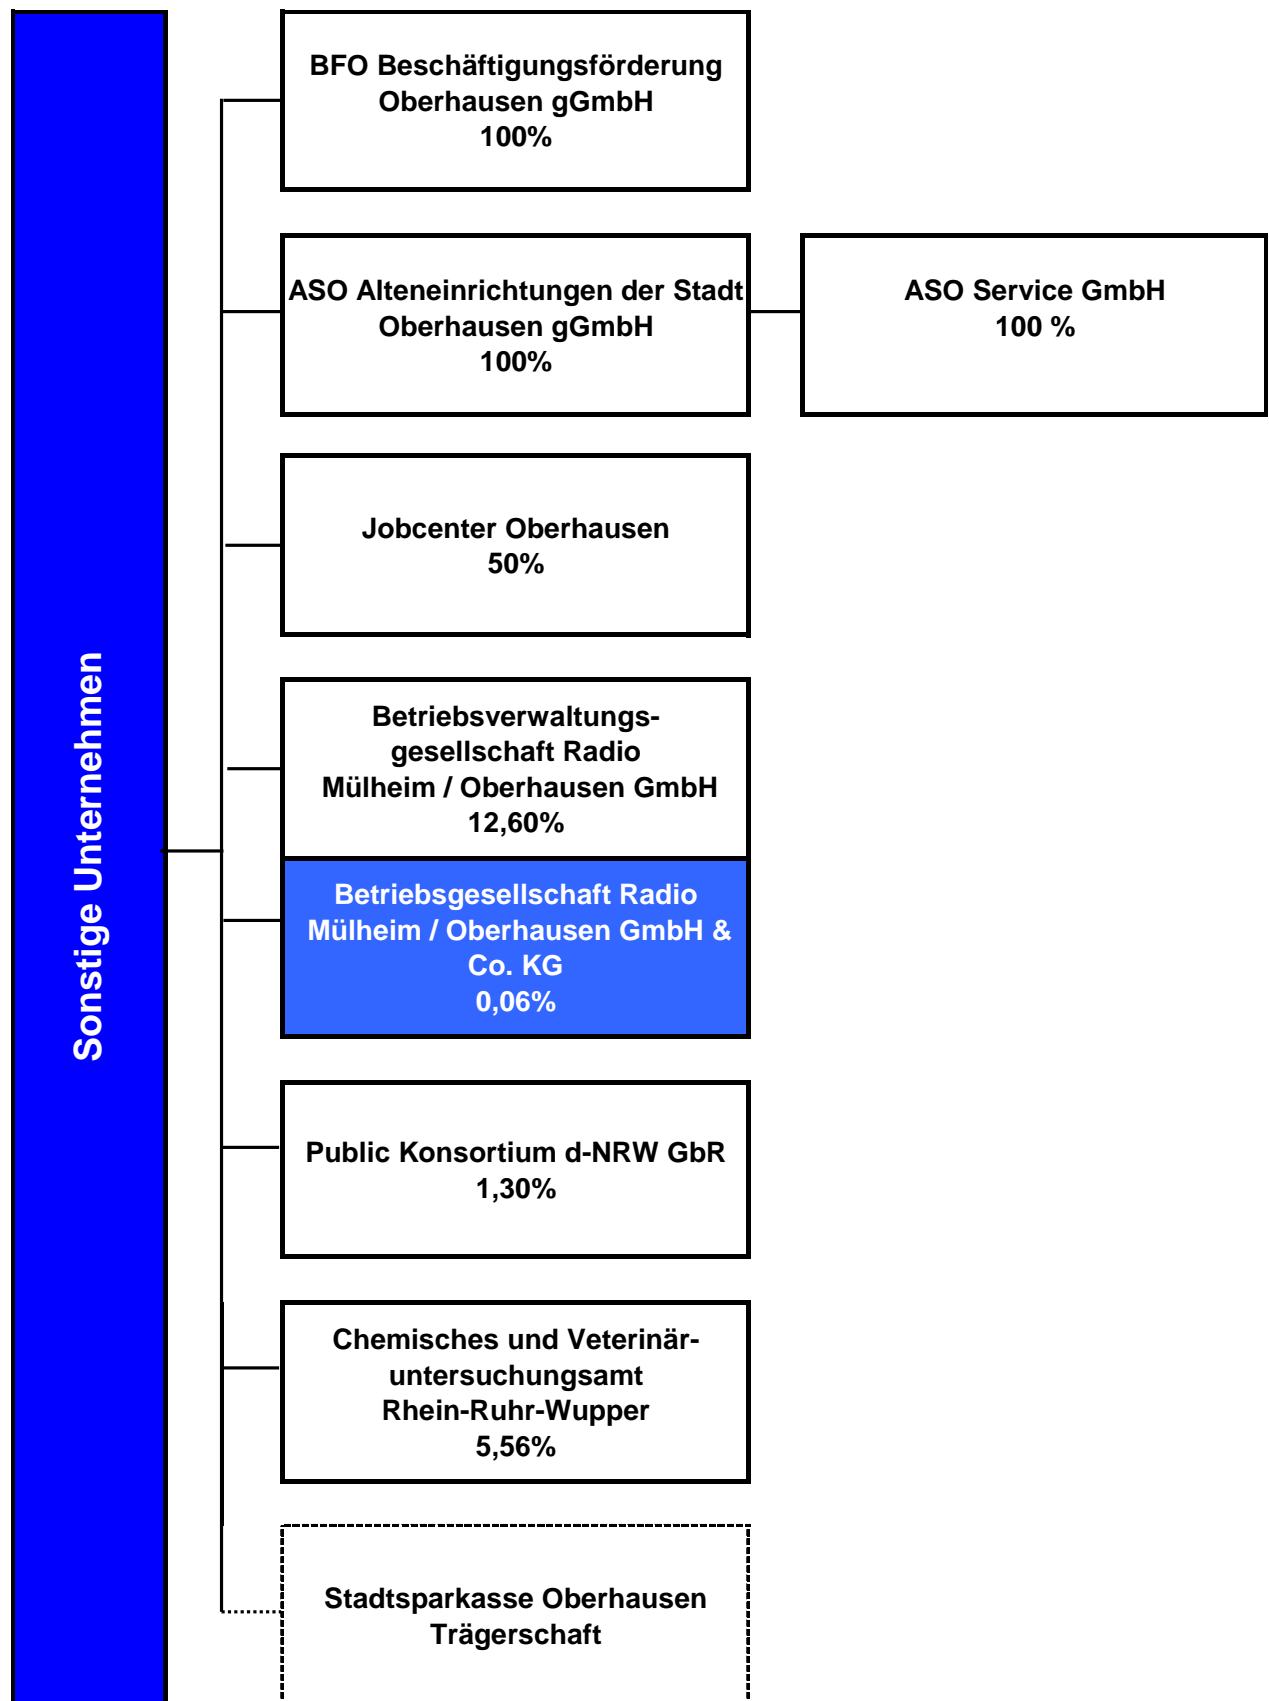 Sonstige Unternehmen
BFO Beschäftigungsförderung
Oberhausen gGmbH
100%
ASO Alteneinrichtungen der Stadt
Oberhausen gGmbH
100%
ASO Service GmbH
100 %
Jobcenter Oberhausen
50%
Betriebsverwaltungs-
gesellschaft Radio
Mülheim / Oberhausen GmbH
12,60%
Betriebsgesellschaft Radio
Mülheim / Oberhausen GmbH &
Co. KG
0,06%
Public Konsortium d-NRW GbR
1,30%
Chemisches und Veterinär-
untersuchungsamt
Rhein-Ruhr-Wupper
5,56%
Stadtsparkasse Oberhausen
Trägerschaft